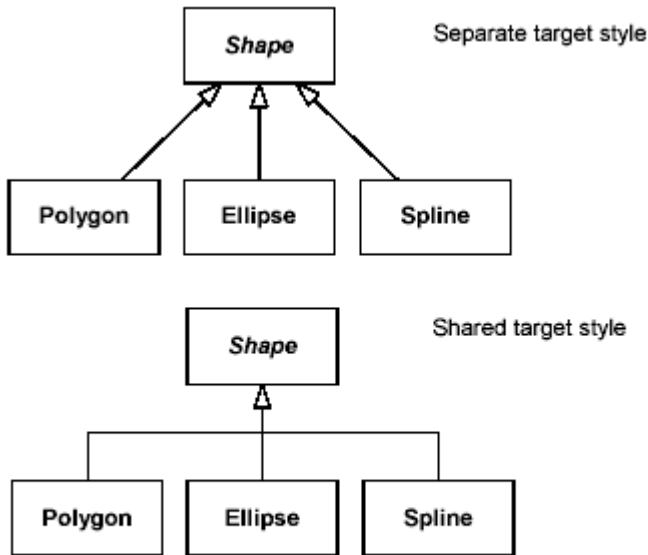 Shape
Separate target style
Polygon
Ellipse
Spline
Shape
Shared target style
Polygon
Ellipse
Spline